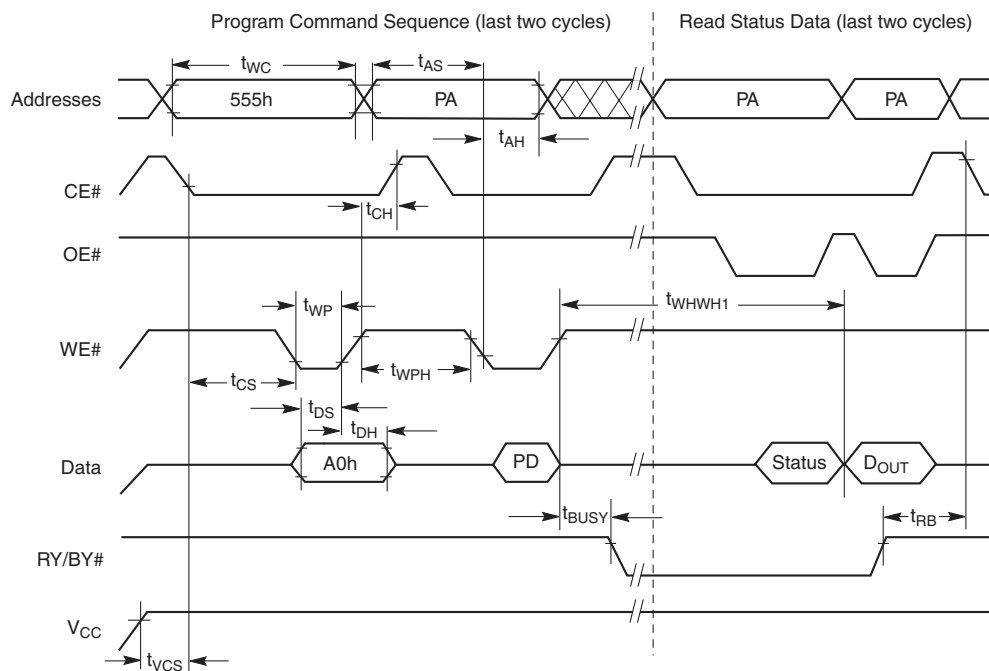 Program Command Sequence (last two cycles)
Read Status Data (last two cycles)
tWC
tAS
Addresses
555h
PA
PA
PA
tAH
CE#
tCH
OE#
tWP
tWHWH1
WE#
tCS
tWPH
tDS
tDH
Data
A0h
PD
Status
DOUT
tBUSY
tRB
RY/BY#
VCC
tVCS